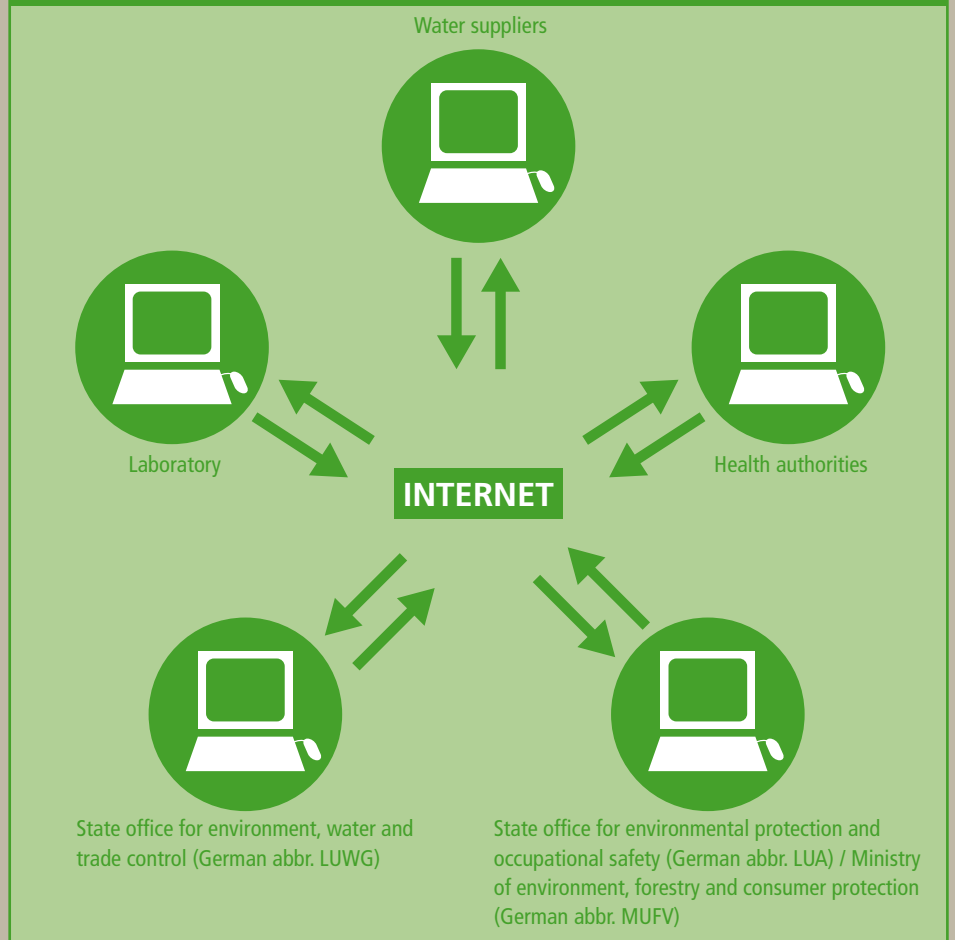 Water suppliers
Laboratory
Health authorities
INTERNET
State office for environment, water and
trade control (German abbr. LUWG)
State office for environmental protection and
occupational safety (German abbr. LUA) / Ministry
of environment, forestry and consumer protection
(German abbr. MUFV)